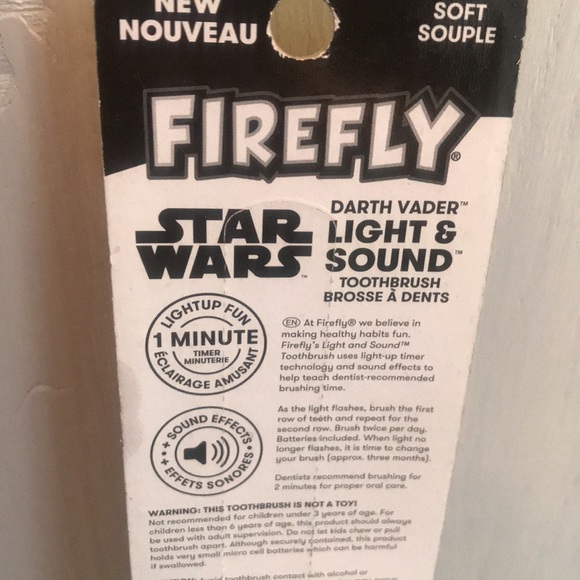 NEW
NOUVEAU
SOFT
SOUPLE
FIREFLY®
STAR WARS™
DARTH VADER™
LIGHT &
SOUND™
TOOTHBRUSH
BROSSE À DENTS
LIGHTUP FUN
1 MINUTE
TIMER
MINUTERIE
ÉCLAIRAGE AMUSANT
EN At Firefly® we believe in
making healthy habits fun.
Firefly's Light and Sound™
Toothbrush uses light-up timer
technology and sound effects to
help teach dentist-recommended
brushing time.
SOUND EFFECTS
EFFETS SONORES
As the light flashes, brush the first
row of teeth and repeat for the
second row. Brush twice per day.
Batteries included. When light no
longer flashes, it is time to change
your brush (approx. three months).
Dentists recommend brushing for
2 minutes for proper oral care.
WARNING: THIS TOOTHBRUSH IS NOT A TOY!
Not recommended for children under 3 years of age. For
children less than 6 years of age, this product should always
be used with adult supervision. Do not let kids chew or pull
toothbrush apart. Although securely contained, this product
holds very small micro cell batteries which can be harmful
if swallowed.
toothbrush contact with alcohol or